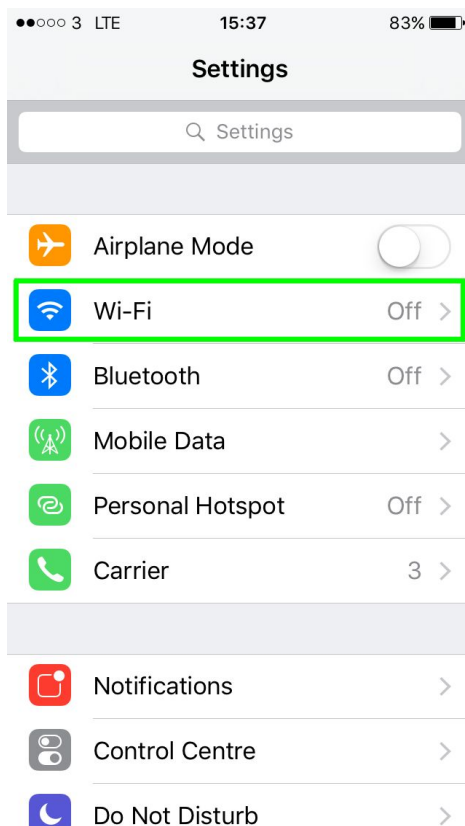 3 LTE 15:37 83%
Settings
Settings
Airplane Mode
Wi-Fi Off
Bluetooth Off
Mobile Data
Personal Hotspot Off
Carrier 3
Notifications
Control Centre
Do Not Disturb